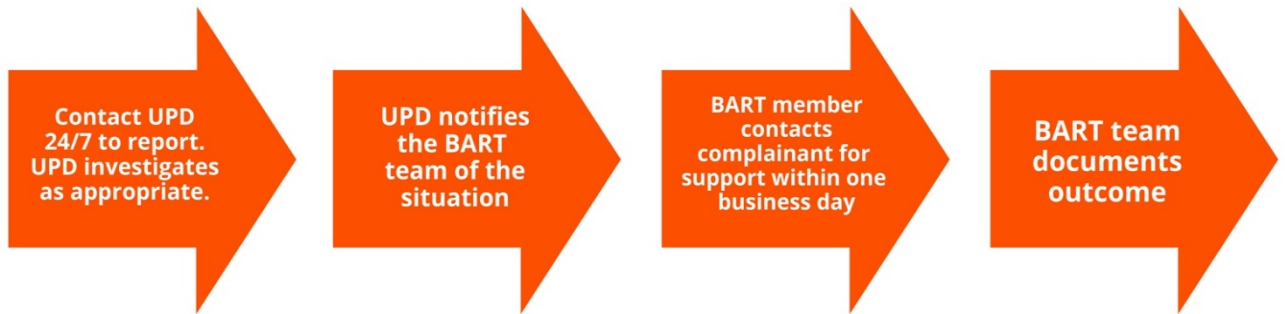 Contact UPD
24/7 to report.
UPD investigates
as appropriate.
UPD notifies
the BART
team of the
situation
BART member
contacts
complainant for
support within one
business day
BART team
documents
outcome